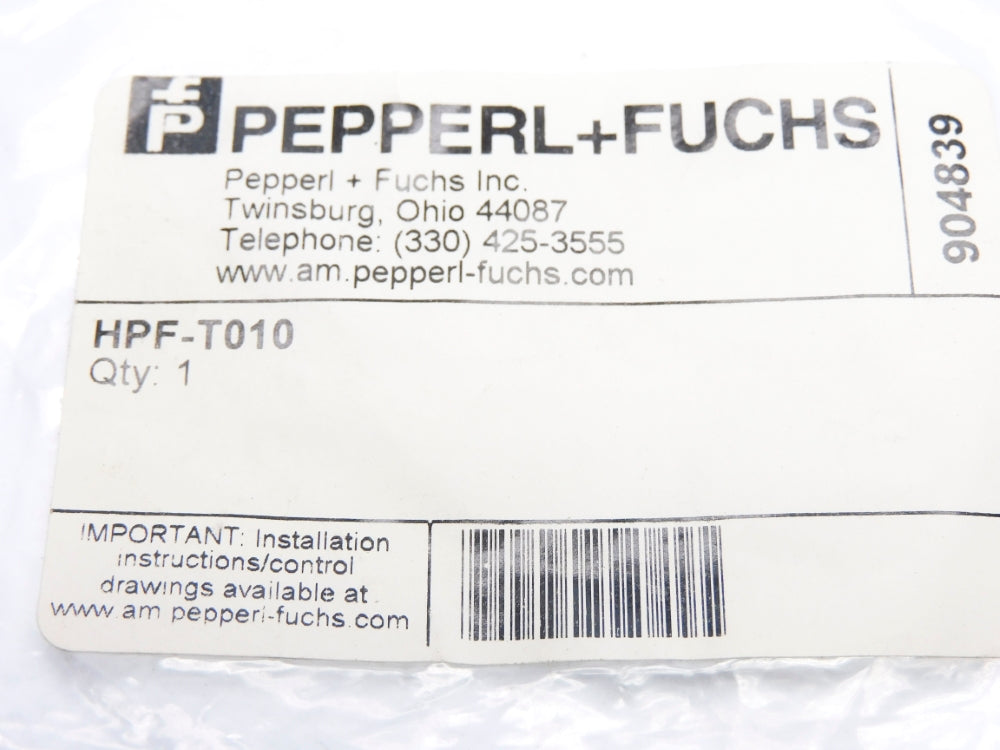 PEPPERL+FUCHS
Pepperl + Fuchs Inc.
Twinsburg, Ohio 44087
Telephone: (330) 425-3555
www.am.pepperl-fuchs.com
904839
HPF-T010
Qty: 1
IMPORTANT: Installation
instructions/control
drawings available at
www.am.pepperl-fuchs.com